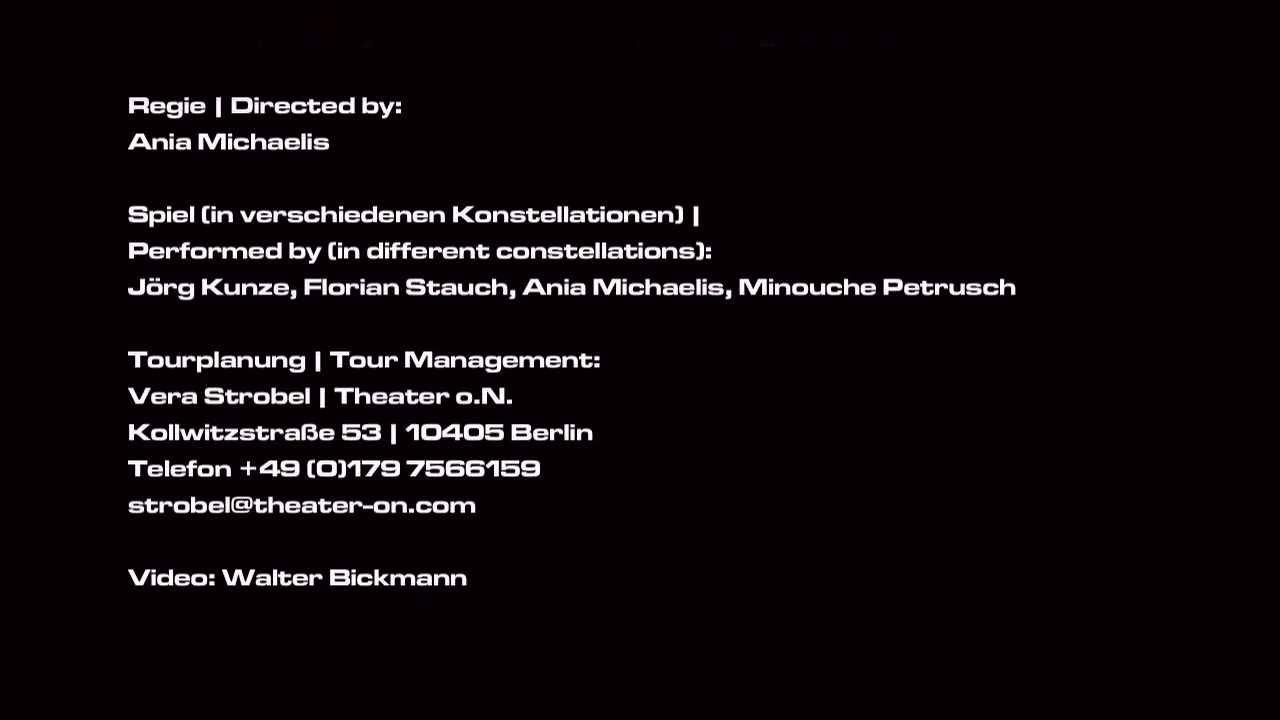 Regie | Directed by:
Ania Michaelis
Spiel (in verschiedenen Konstellationen) |
Performed by (in different constellations):
Jörg Kunze, Florian Stauch, Ania Michaelis, Minouche Petrusch
Tourplanung | Tour Management:
Vera Strobel | Theater o.N.
Kollwitzstraße 53 | 10405 Berlin
Telefon +49 (0)179 7566159
strobel@theater-on.com
Video: Walter Bickmann